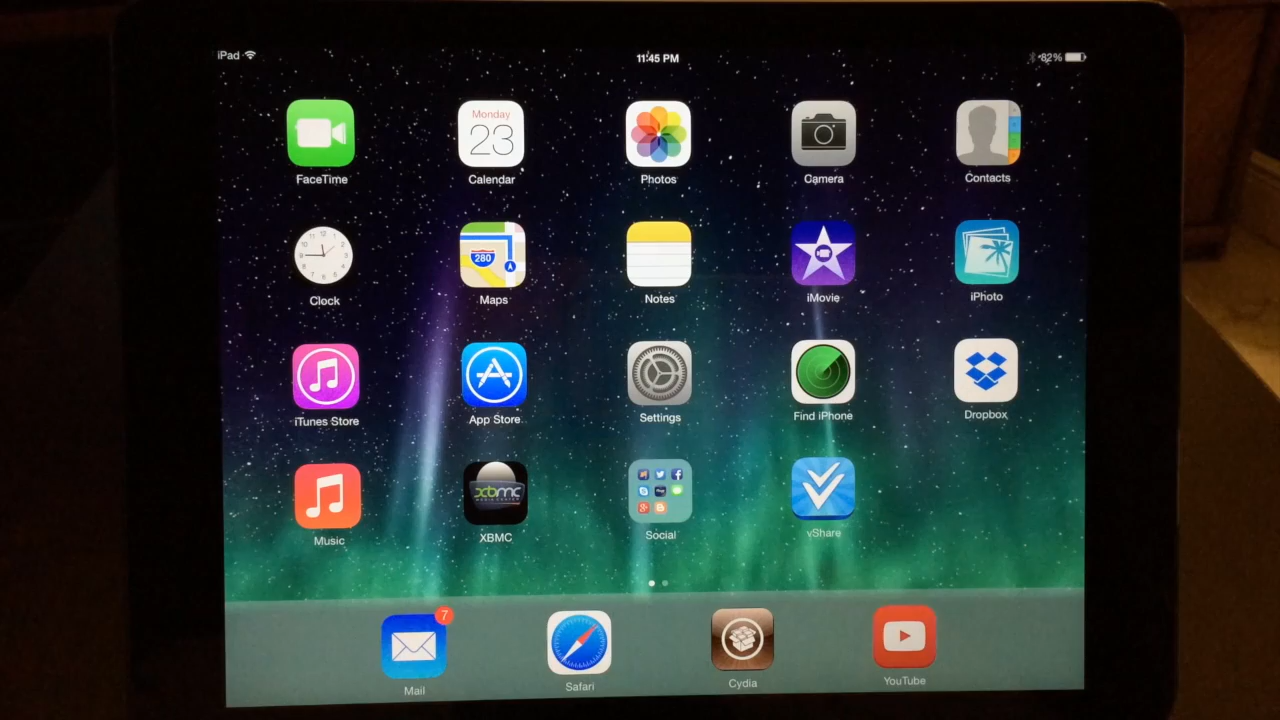 iPad
11:45 PM
82%
Monday
23
FaceTime
Calendar
Photos
Camera
Contacts
280
Clock
Maps
Notes
iMovie
iPhoto
iTunes Store
App Store
Settings
Find iPhone
Dropbox
xbmc
Music
XBMC
Social
vShare
7
Mail
Safari
Cydia
YouTube